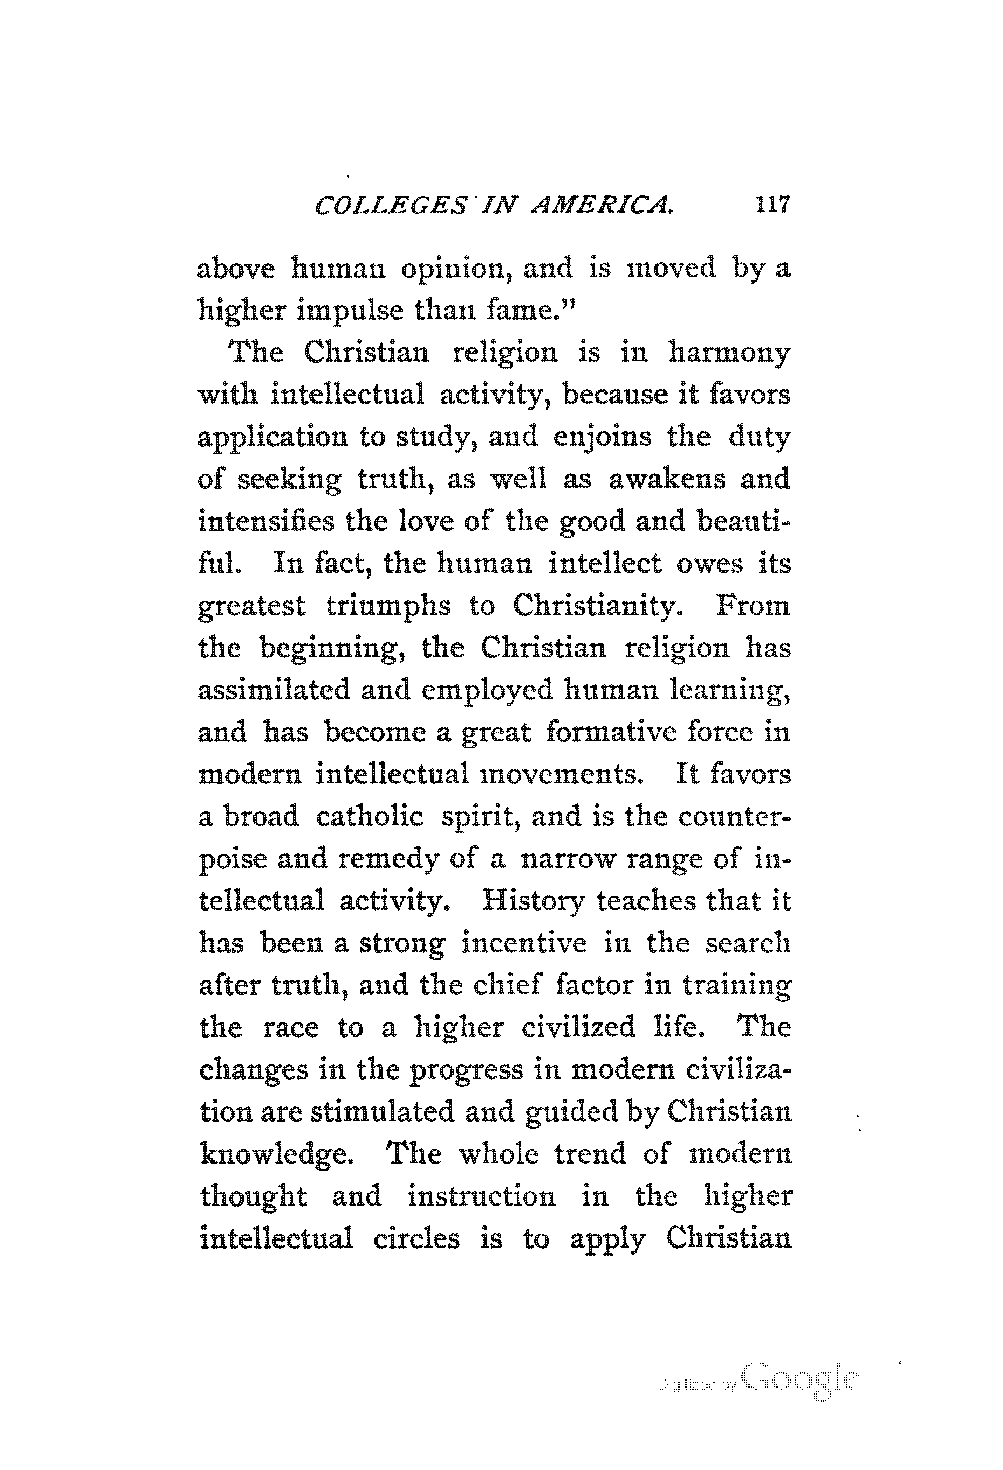 COLLEGES IN AMERICA. 117
above human opinion, and is moved by a
higher impulse than fame."
The Christian religion is in harmony
with intellectual activity, because it favors
application to study, and enjoins the duty
of seeking truth, as well as awakens and
intensifies the love of the good and beauti-
ful. In fact, the human intellect owes its
greatest triumphs to Christianity. From
the beginning, the Christian religion has
assimilated and employed human learning,
and has become a great formative force in
modern intellectual movements. It favors
a broad catholic spirit, and is the counter-
poise and remedy of a narrow range of in-
tellectual activity. History teaches that it
has been a strong incentive in the search
after truth, and the chief factor in training
the race to a higher civilized life. The
changes in the progress in modern civiliza-
tion are stimulated and guided by Christian
knowledge. The whole trend of modern
thought and instruction in the higher
intellectual circles is to apply Christian
Digitized by Google